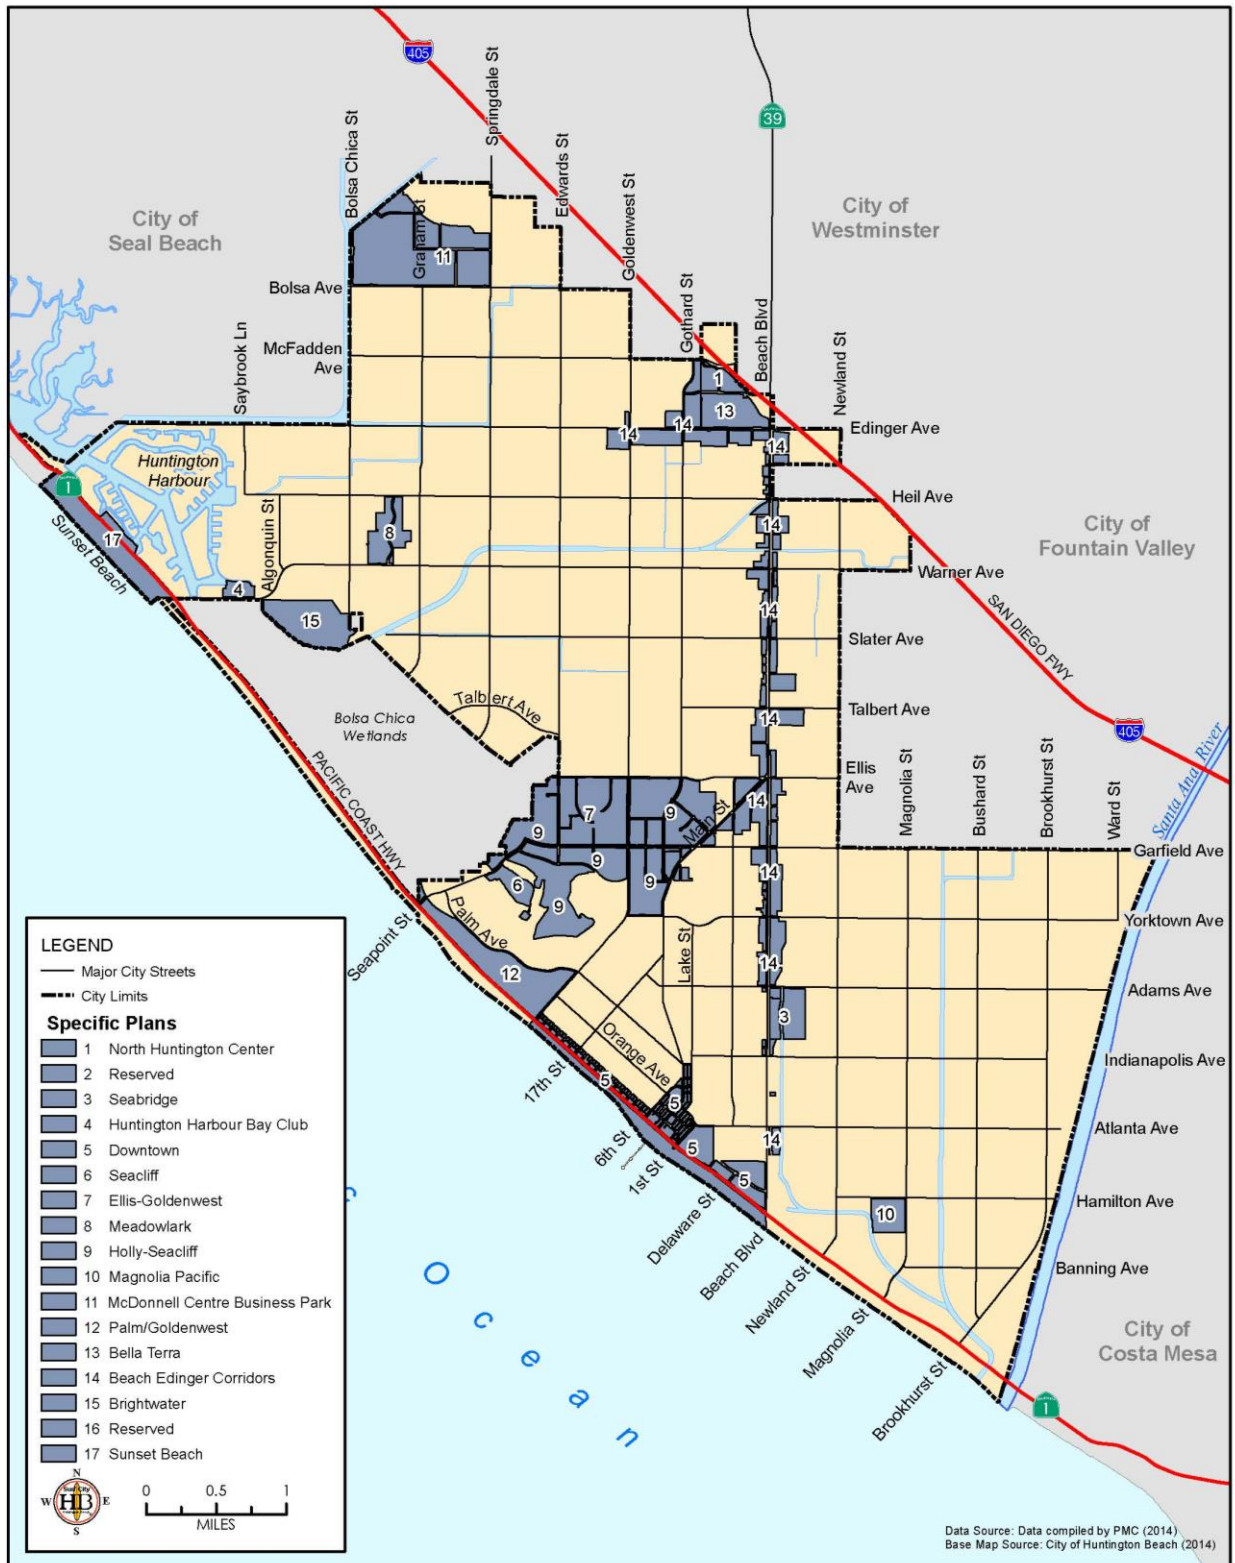 405
39
Bolsa Chica St
Springdale St
Edwards St
Goldenwest St
Gothard St
Beach Blvd
Newland St
Graham St
11
City of
Seal Beach
City of
Westminster
Bolsa Ave
McFadden
Ave
Saybrook Ln
1
13
14
14
14
Edinger Ave
Huntington
Harbour
1
Heil Ave
17
Sunset Beach
Algonquin St
8
14
City of
Fountain Valley
Warner Ave
4
15
14
SAN DIEGO FWY
Slater Ave
Talbert Ave
Bolsa Chica
Wetlands
14
Talbert Ave
405
PACIFIC COAST HWY
Ellis
Ave
Magnolia St
Bushard St
Brookhurst St
Ward St
Santa Ana River
7
9
9
Main St
14
9
9
Garfield Ave
6
9
14
Palm Ave
Seapoint St
Yorktown Ave
12
Lake St
14
Adams Ave
3
Orange Ave
17th St
Indianapolis Ave
5
5
6th St
1st St
5
14
Atlanta Ave
5
Delaware St
Beach Blvd
Newland St
10
Hamilton Ave
Banning Ave
Magnolia St
Brookhurst St
City of
Costa Mesa
1
c Ocean
LEGEND
Major City Streets
City Limits
Specific Plans
1 North Huntington Center
2 Reserved
3 Seabridge
4 Huntington Harbour Bay Club
5 Downtown
6 Seacliff
7 Ellis-Goldenwest
8 Meadowlark
9 Holly-Seacliff
10 Magnolia Pacific
11 McDonnell Centre Business Park
12 Palm/Goldenwest
13 Bella Terra
14 Beach Edinger Corridors
15 Brightwater
16 Reserved
17 Sunset Beach
N
W HB E
S
0 0.5 1
MILES
Data Source: Data compiled by PMC (2014)
Base Map Source: City of Huntington Beach (2014)